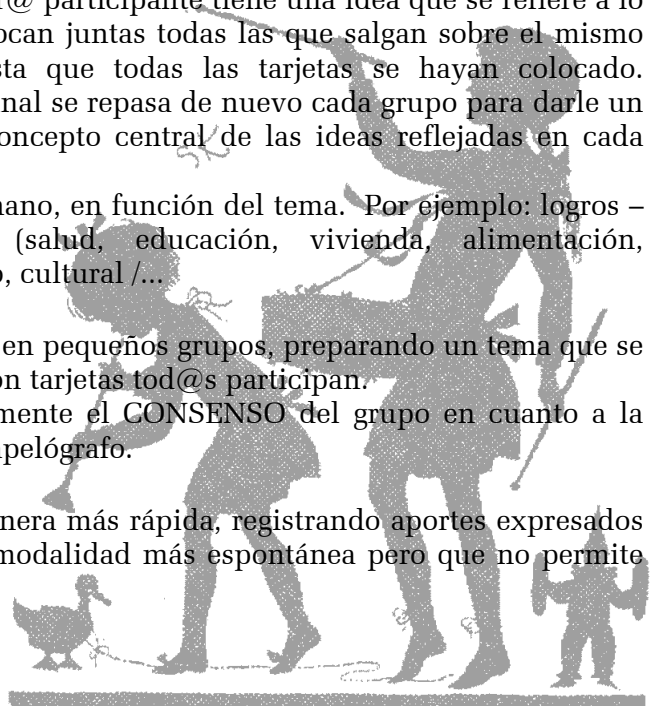 r@ participante tiene una idea que se refiere a lo
ocan juntas todas las que salgan sobre el mismo
sta que todas las tarjetas se hayan colocado.
nal se repasa de nuevo cada grupo para darle un
oncepto central de las ideas reflejadas en cada
nano, en función del tema. Por ejemplo: logros –
(salud, educación, vivienda, alimentación,
o, cultural /...
en pequeños grupos, preparando un tema que se
on tarjetas tod@s participan.
mente el CONSENSO del grupo en cuanto a la
apelógrafo.
nera más rápida, registrando aportes expresados
modalidad más espontánea pero que no permite